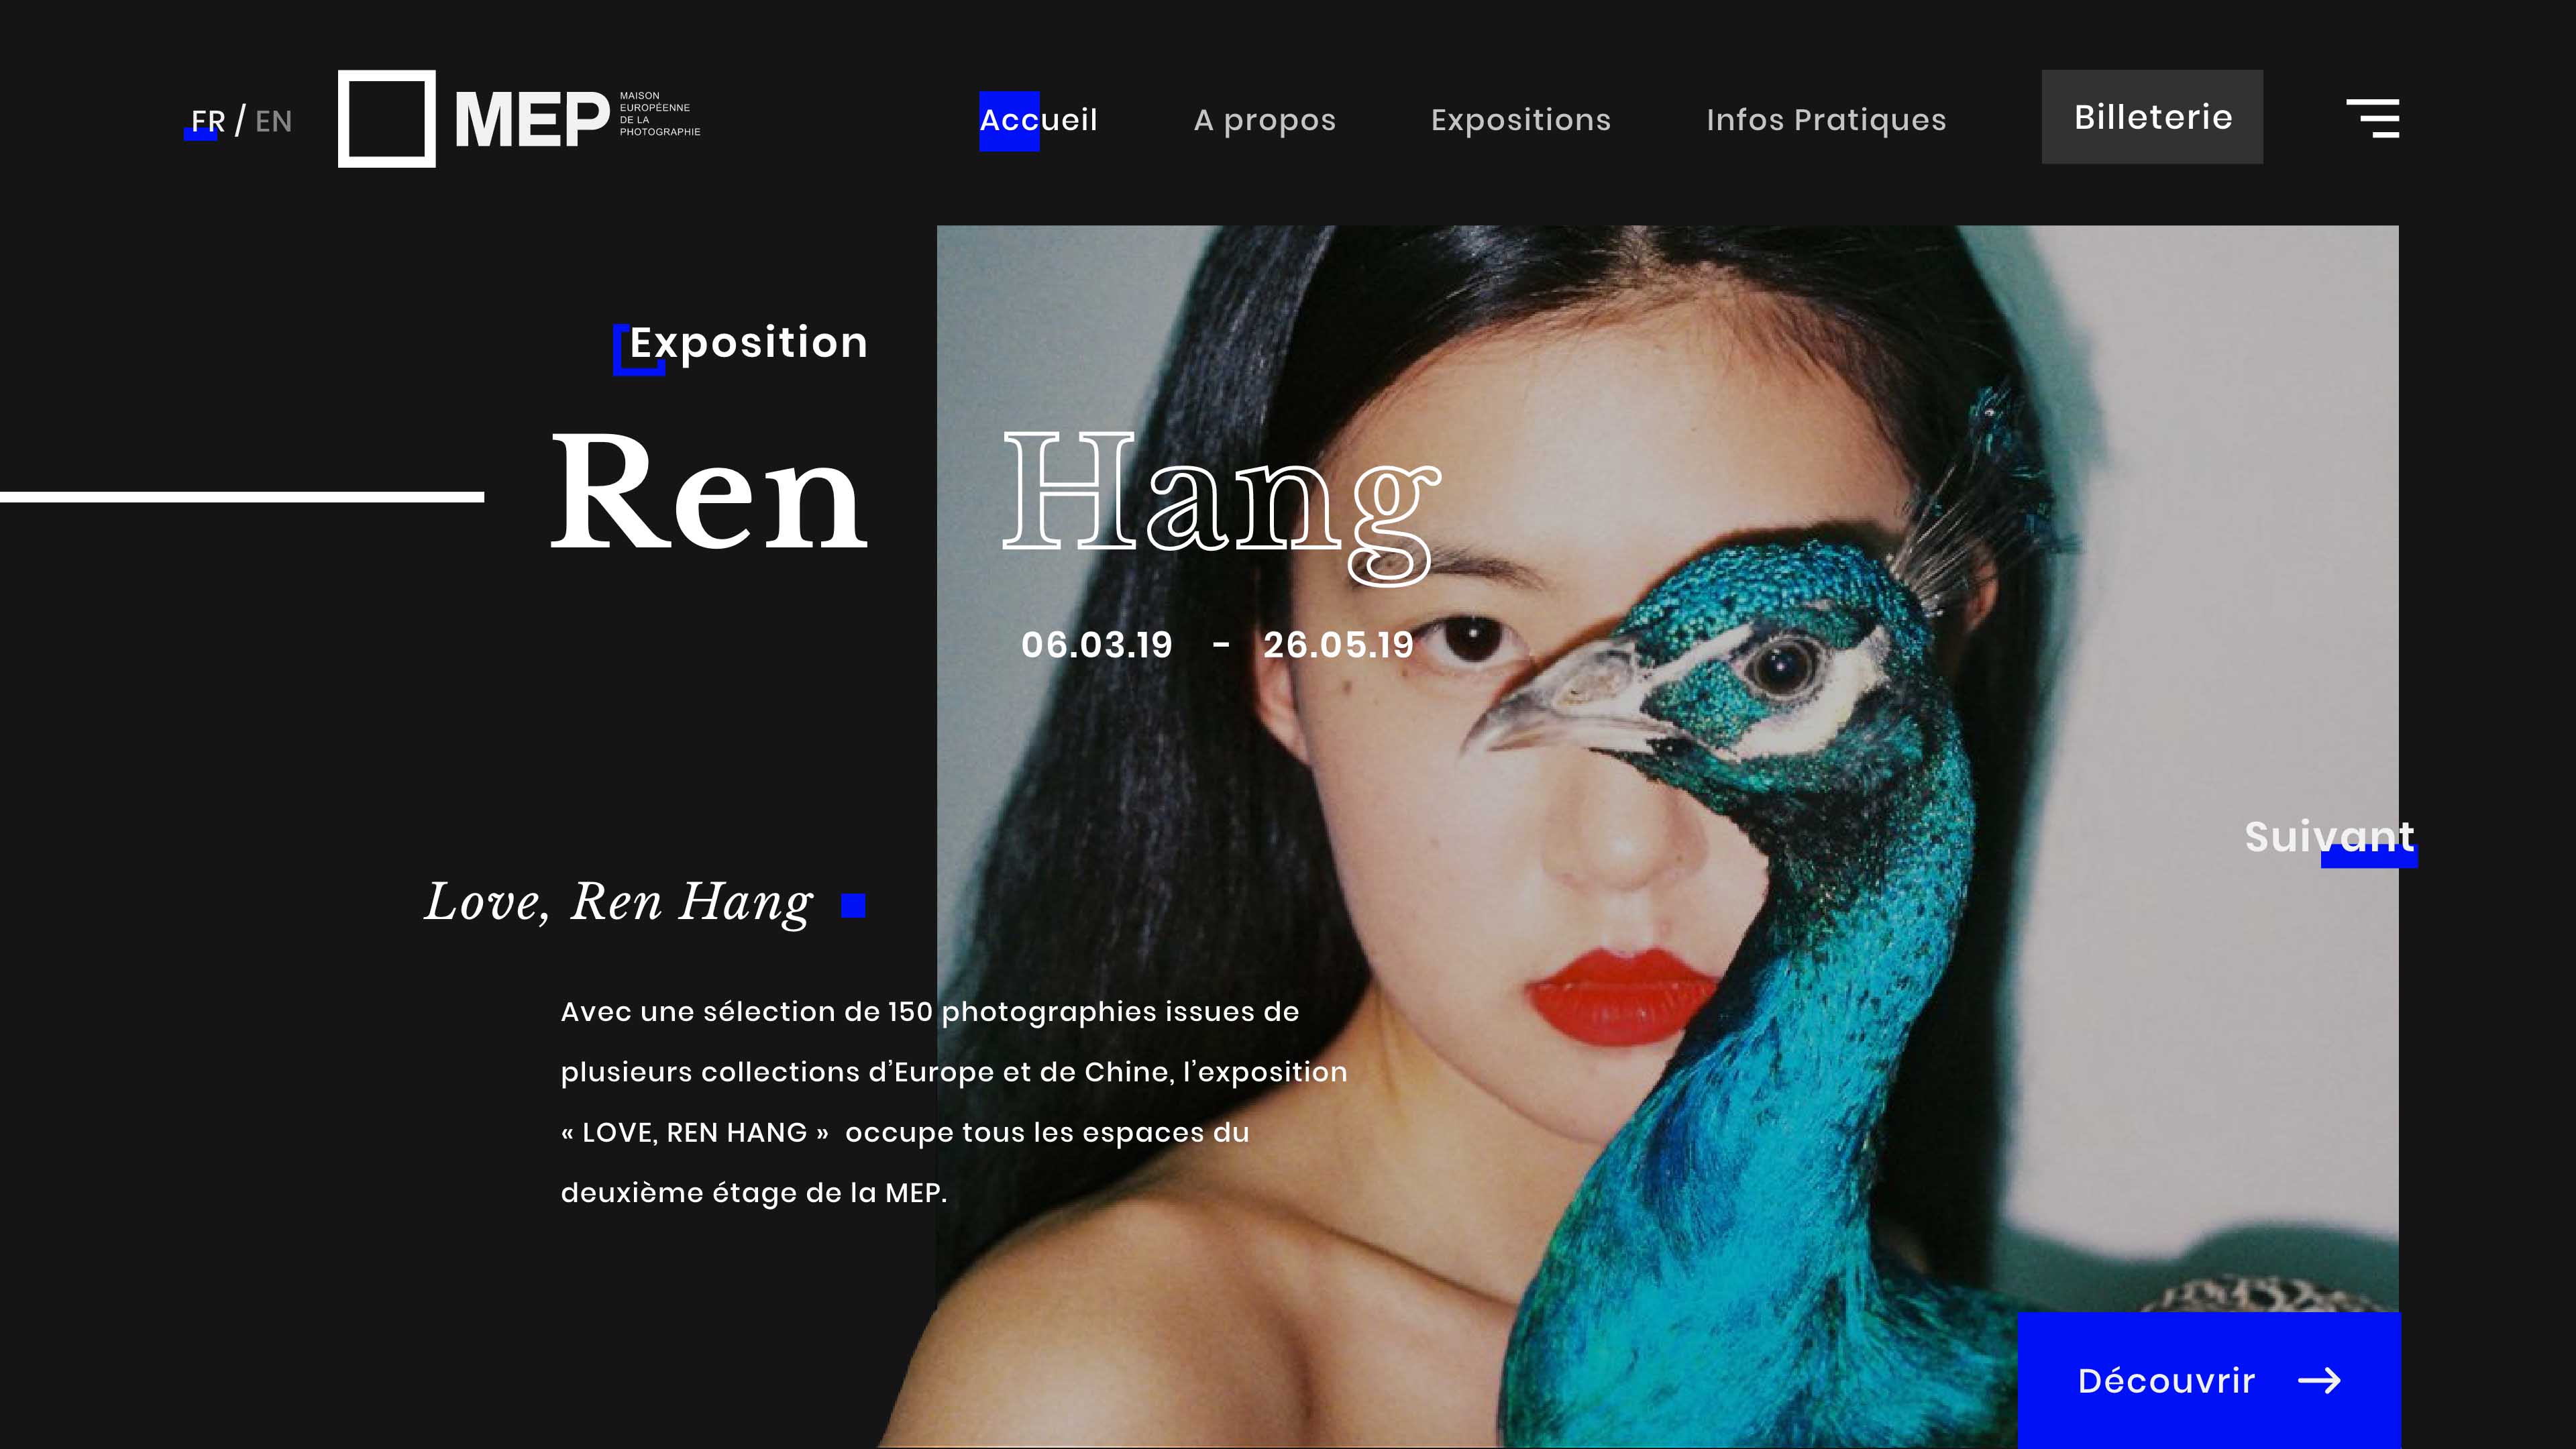 FR / EN
MEP
MAISON
EUROPÉENNE
DE LA
PHOTOGRAPHIE
Accueil
A propos
Expositions
Infos Pratiques
Billeterie
Exposition
Ren Hang
06.03.19 - 26.05.19
Suivant
Love, Ren Hang
Avec une sélection de 150 photographies issues de
plusieurs collections d’Europe et de Chine, l’exposition
« LOVE, REN HANG » occupe tous les espaces du
deuxième étage de la MEP.
Découvrir →